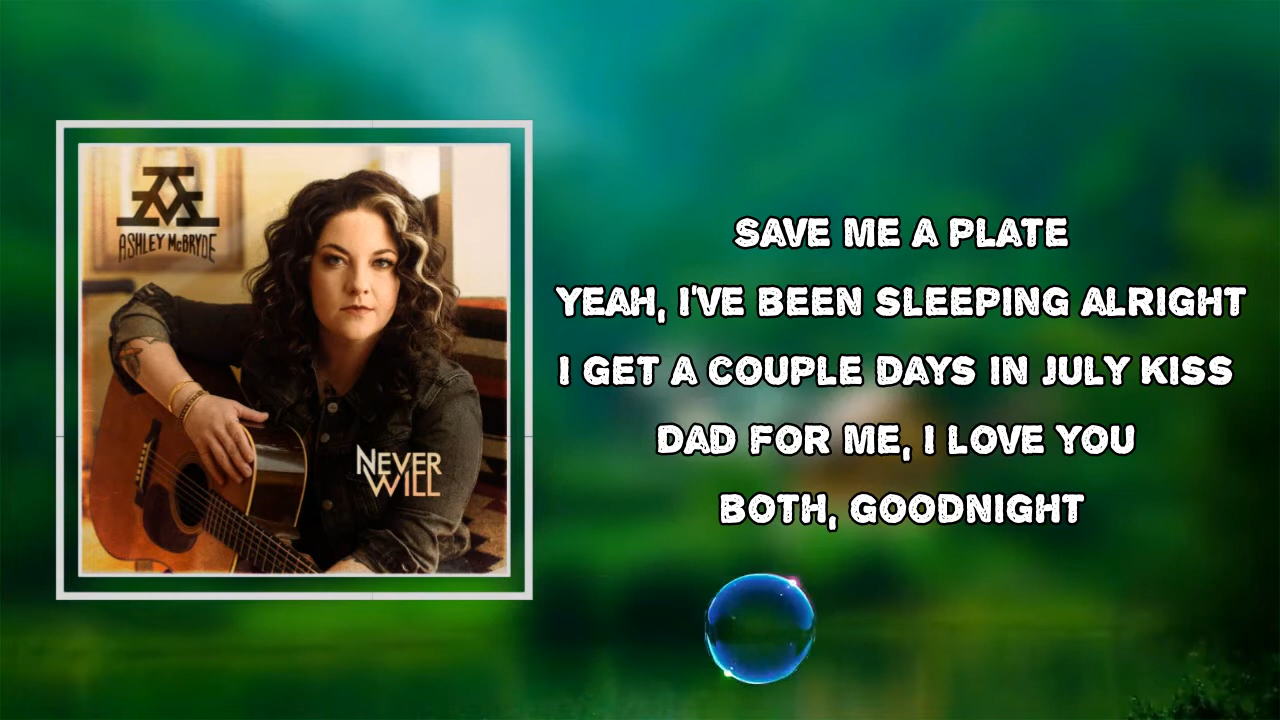 ASHLEY McBRYDE
NEVER
WILL
SAVE ME A PLATE
YEAH, I'VE BEEN SLEEPING ALRIGHT
I GET A COUPLE DAYS IN JULY KISS
DAD FOR ME, I LOVE YOU
BOTH, GOODNIGHT